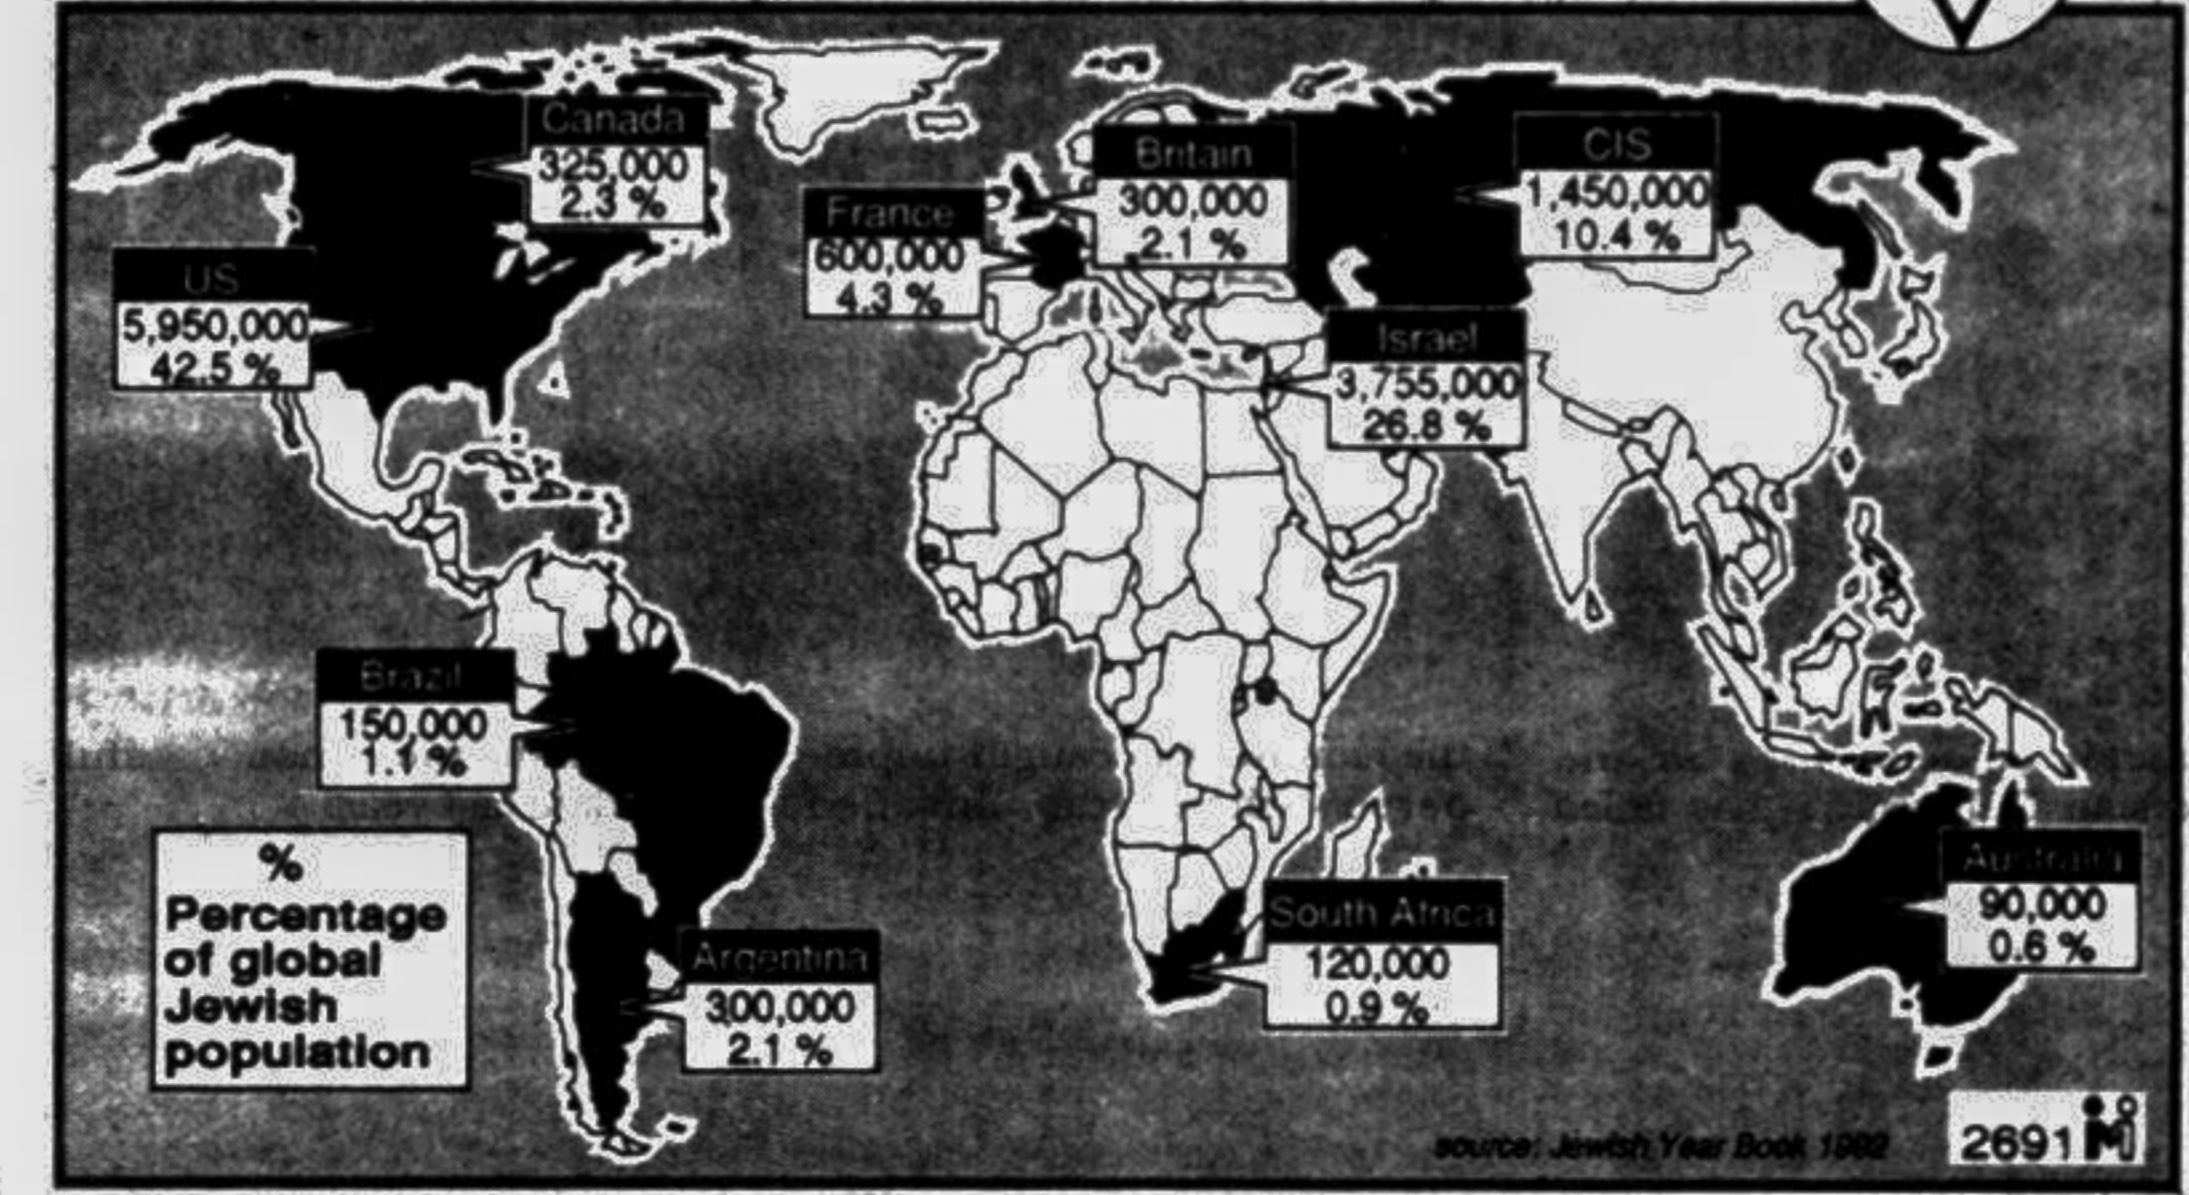 Canada
325,000
2.3 %
Britain
300,000
2.1 %
CIS
1,450,000
10.4 %
France
600,000
4.3 %
US
5,950,000
42.5 %
Israel
3,755,000
26.8 %
Brazil
150,000
1.1 %
%
Percentage
of global
Jewish
population
Argentina
300,000
2.1 %
South Africa
120,000
0.9 %
Australia
90,000
0.6 %
source: Jewish Year Book 1992
2691